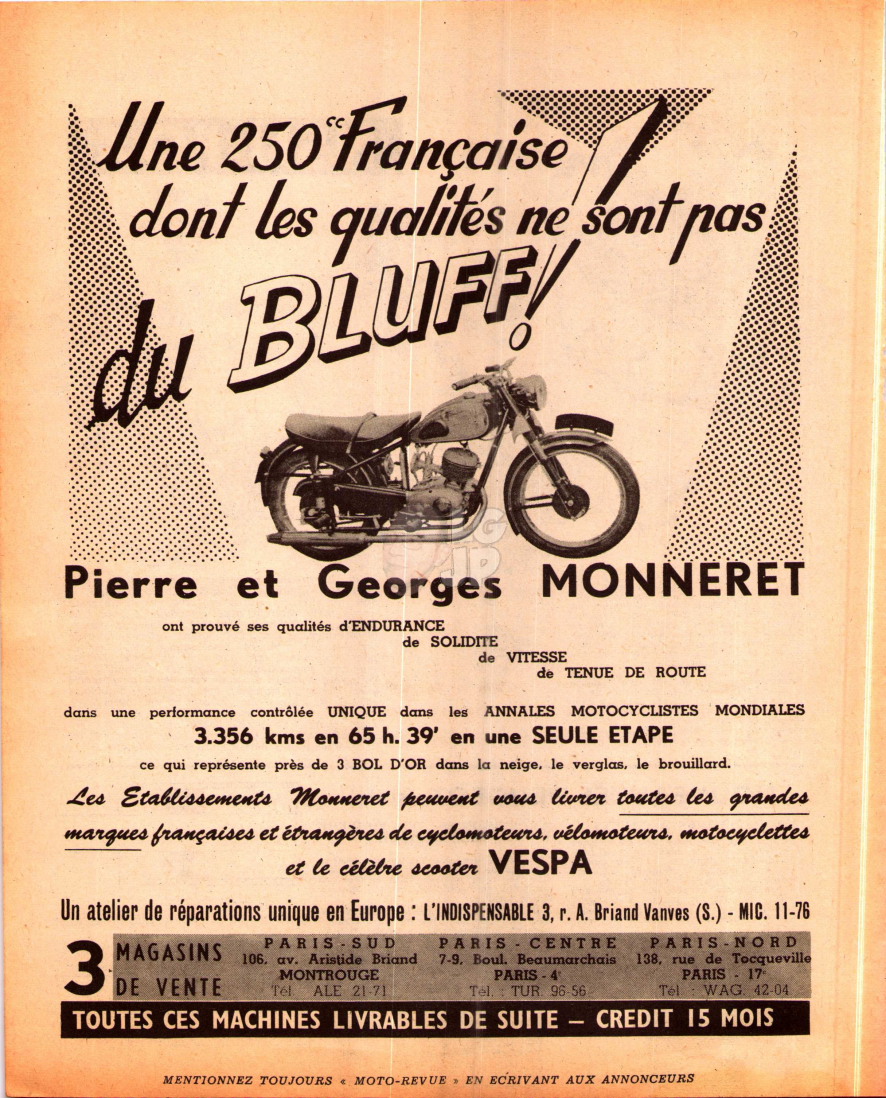 Une 250cc Française
dont les qualités ne sont pas
du BLUFF!
Pierre et Georges MONNERET
ont prouvé ses qualités d'ENDURANCE
de SOLIDITE
de VITESSE
de TENUE DE ROUTE
dans une performance contrôlée UNIQUE dans les ANNALES MOTOCYCLISTES MONDIALES
3.356 kms en 65 h. 39' en une SEULE ETAPE
ce qui représente près de 3 BOL D'OR dans la neige, le verglas, le brouillard.
Les Etablissements Monneret peuvent vous livrer toutes les grandes
marques françaises et étrangères de cyclomoteurs, vélomoteurs, motocyclettes
et le célèbre scooter VESPA
Un atelier de réparations unique en Europe : L'INDISPENSABLE 3, r. A. Briand Vanves (S.) - MIC. 11-76
3 MAGASINS DE VENTE
PARIS-SUD
106, av. Aristide Briand
MONTROUGE
Tél. ALE 21-71
PARIS-CENTRE
7-9, Boul. Beaumarchais
PARIS - 4e
Tél. : TUR. 96-56
PARIS-NORD
138, rue de Tocqueville
PARIS - 17e
Tél : WAG. 42-04
TOUTES CES MACHINES LIVRABLES DE SUITE – CREDIT 15 MOIS
MENTIONNEZ TOUJOURS « MOTO-REVUE » EN ECRIVANT AUX ANNONCEURS